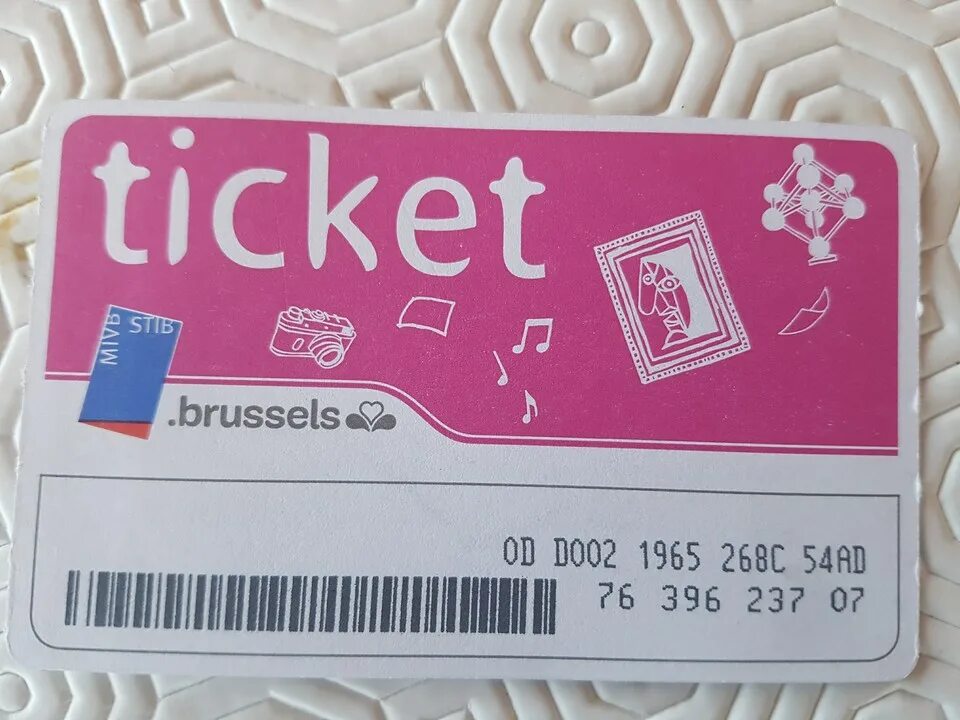 ticket
MIVB STIB
.brussels
0D D002 1965 268C 54AD
76 396 237 07